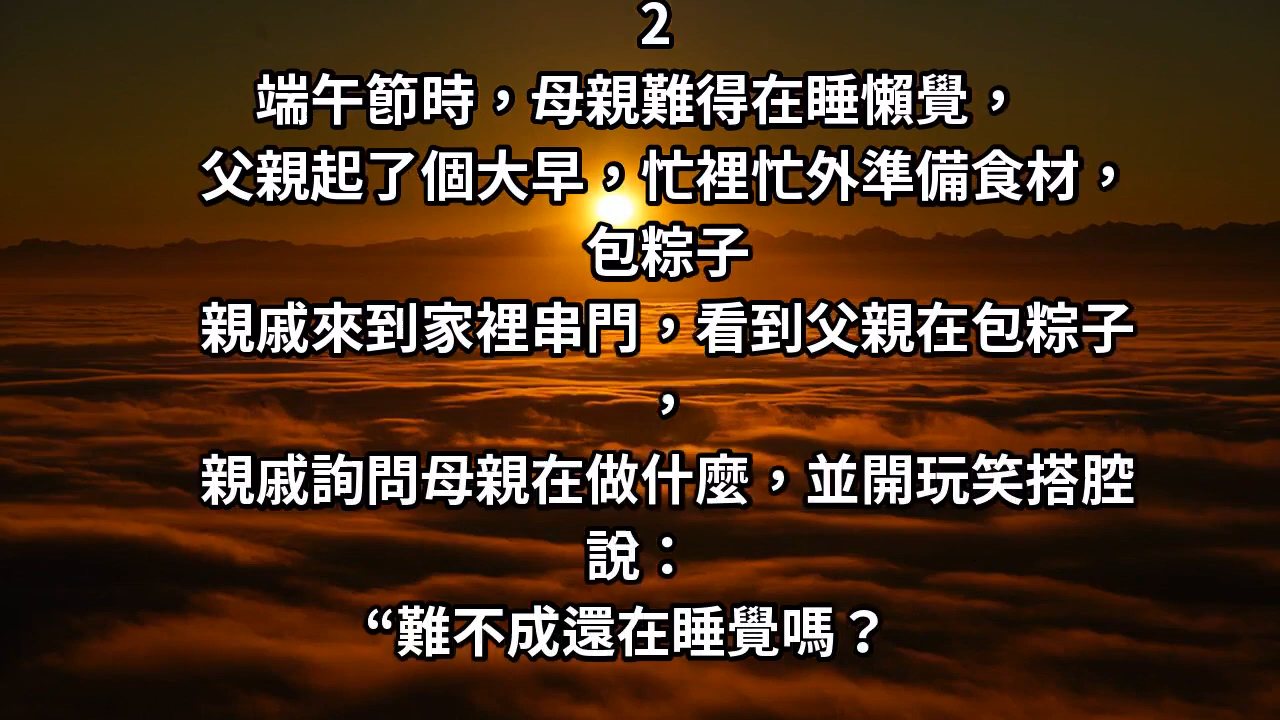 2
端午節時，母親難得在睡懶覺，
父親起了個大早，忙裡忙外準備食材，
包粽子
親戚來到家裡串門，看到父親在包粽子
，
親戚詢問母親在做什麼，並開玩笑搭腔
說：
“難不成還在睡覺嗎？